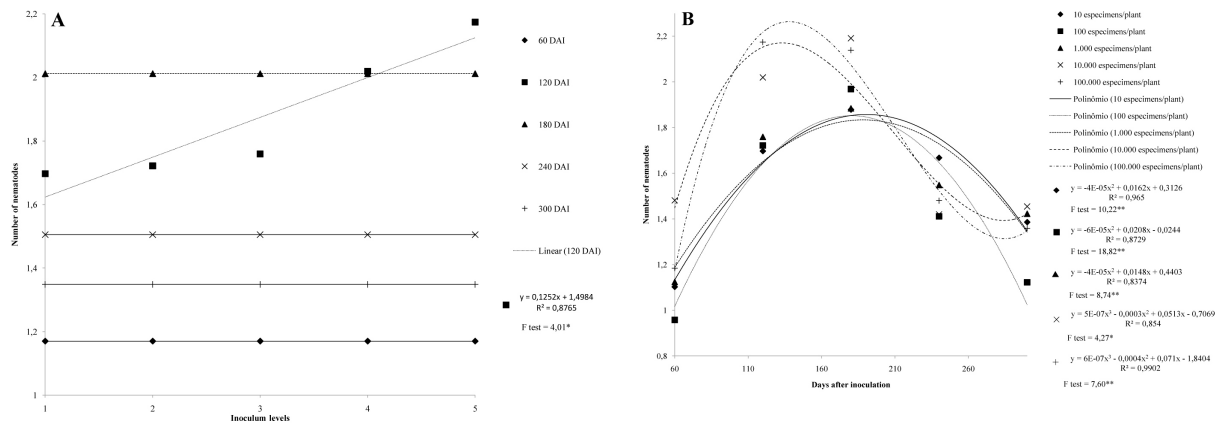 A
Number of nematodes
2,2
2
1,8
1,6
1,4
1,2
1
1
2
3
4
5
Inoculum levels
60 DAI
120 DAI
180 DAI
240 DAI
300 DAI
Linear (120 DAI)
y = 0,1252x + 1,4984
R² = 0,8765
F test = 4,01*
B
Number of nematodes
2,2
2
1,8
1,6
1,4
1,2
1
0,8
60
110
160
210
260
Days after inoculation
10 especimens/plant
100 especimens/plant
1.000 especimens/plant
10.000 especimens/plant
100.000 especimens/plant
Polinômio (10 especimens/plant)
Polinômio (100 especimens/plant)
Polinômio (1.000 especimens/plant)
Polinômio (10.000 especimens/plant)
Polinômio (100.000 especimens/plant)
y = -4E-05x² + 0,0162x + 0,3126
R² = 0,965
F test = 10,22**
y = -6E-05x² + 0,0208x - 0,0244
R² = 0,8729
F test = 18,82**
y = -4E-05x² + 0,0148x + 0,4403
R² = 0,8374
F test = 8,74**
y = 5E-07x³ - 0,0003x² + 0,0513x - 0,7069
R² = 0,854
F test = 4,27*
y = 6E-07x³ - 0,0004x² + 0,071x - 1,8404
R² = 0,9902
F test = 7,60**